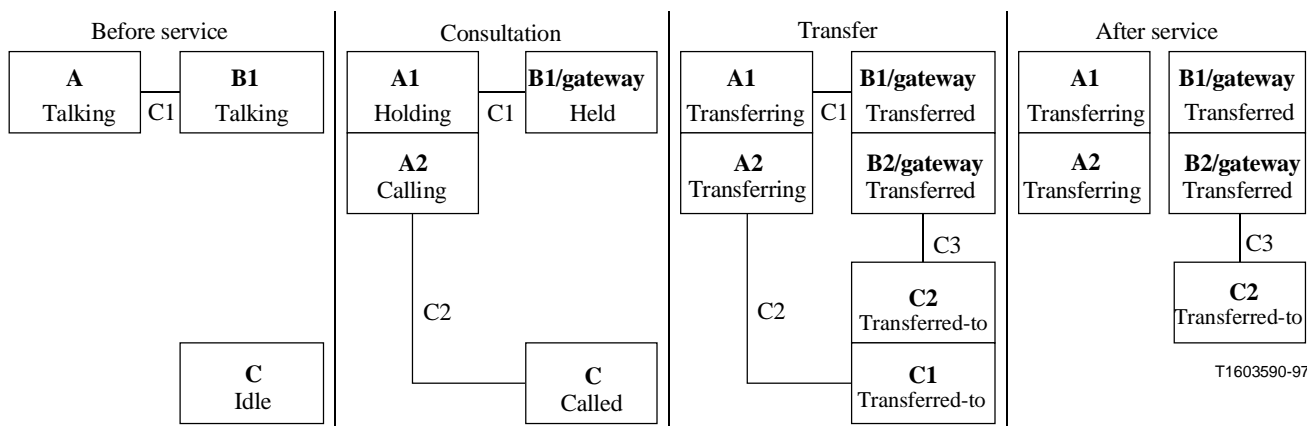 Before service
A
Talking
C1
B1
Talking
C
Idle
Consultation
A1
Holding
C1
B1/gateway
Held
A2
Calling
C2
C
Called
Transfer
A1
Transferring
C1
B1/gateway
Transferred
A2
Transferring
B2/gateway
Transferred
C3
C2
C2
Transferred-to
C1
Transferred-to
After service
A1
Transferring
B1/gateway
Transferred
A2
Transferring
B2/gateway
Transferred
C3
C2
Transferred-to
T1603590-97